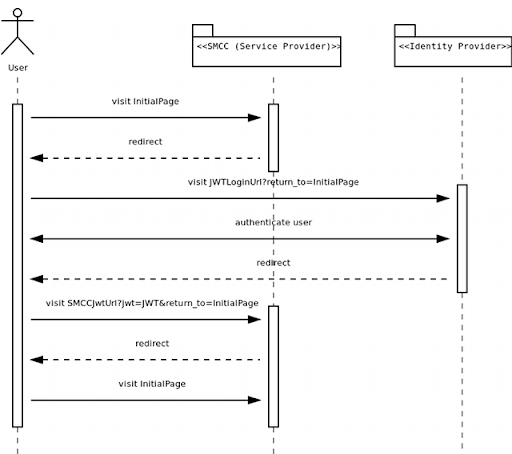 <<SMCC (Service Provider)>>
<<Identity Provider>>
User
visit InitialPage
redirect
visit JWTLoginUrl?return_to=InitialPage
authenticate user
redirect
visit SMCCJwtUrl?jwt=JWT&return_to=InitialPage
redirect
visit InitialPage